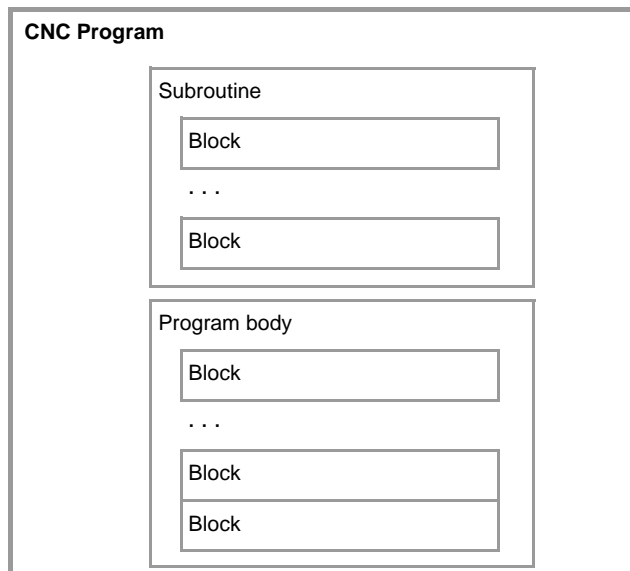 CNC Program
Subroutine
Block
. . .
Block
Program body
Block
. . .
Block
Block